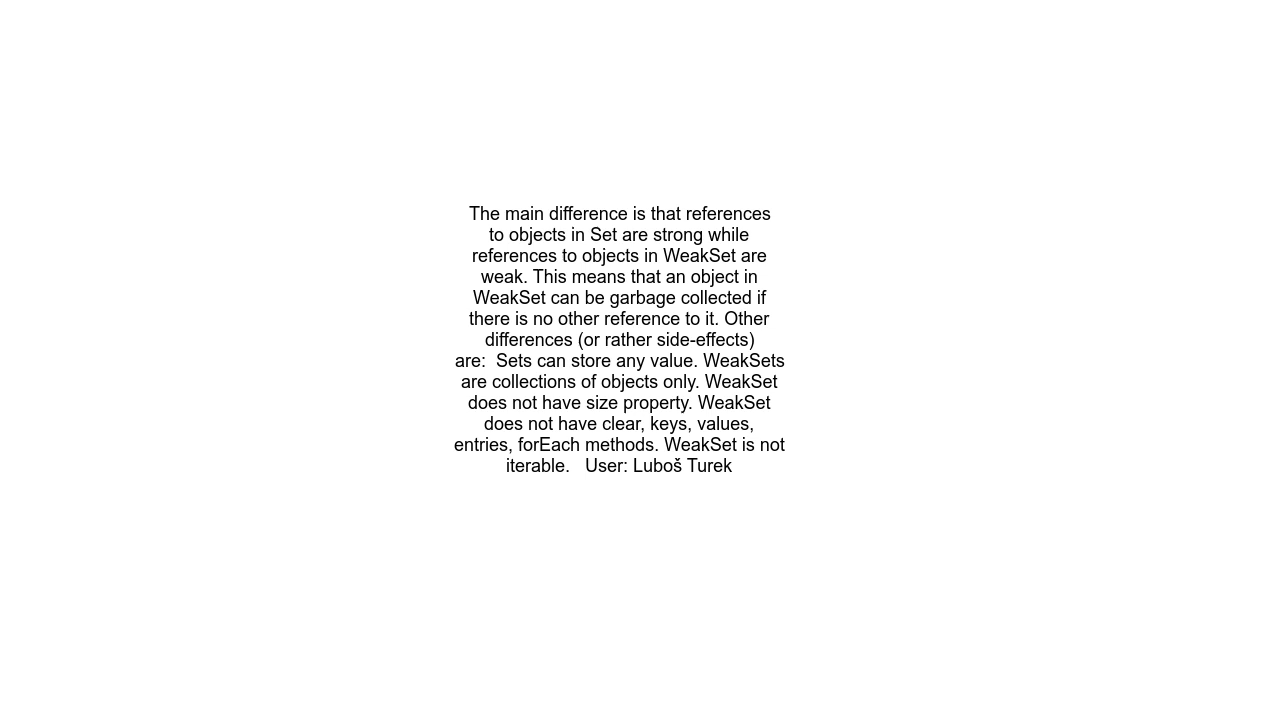 The main difference is that references
to objects in Set are strong while
references to objects in WeakSet are
weak. This means that an object in
WeakSet can be garbage collected if
there is no other reference to it. Other
differences (or rather side-effects)
are:  Sets can store any value. WeakSets
are collections of objects only. WeakSet
does not have size property. WeakSet
does not have clear, keys, values,
entries, forEach methods. WeakSet is not
iterable.   User: Luboš Turek